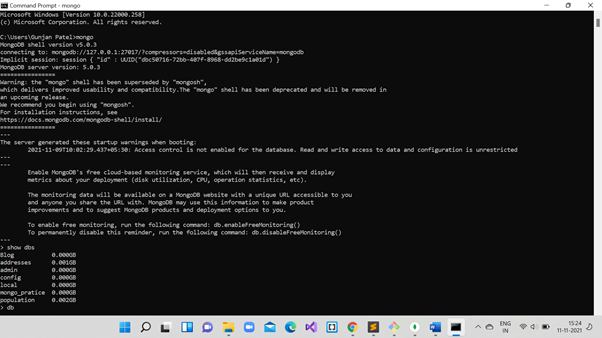 Command Prompt - mongo
Microsoft Windows [Version 10.0.22000.258]
(c) Microsoft Corporation. All rights reserved.
C:\Users\Gunjan Patel>mongo
MongoDB shell version v5.0.3
connecting to: mongodb://127.0.0.1:27017/?compressors=disabled&gssapiServiceName=mongodb
Implicit session: session { "id" : UUID("dbc50716-72bb-407f-8968-dd2be9c1a01d") }
MongoDB server version: 5.0.3
================
Warning: the "mongo" shell has been superseded by "mongosh",
which delivers improved usability and compatibility.The "mongo" shell has been deprecated and will be removed in
an upcoming release.
We recommend you begin using "mongosh".
For installation instructions, see
https://docs.mongodb.com/mongodb-shell/install/
================
---
The server generated these startup warnings when booting:
2021-11-09T10:02:29.437+05:30: Access control is not enabled for the database. Read and write access to data and configuration is unrestricted
---
---
Enable MongoDB's free cloud-based monitoring service, which will then receive and display
metrics about your deployment (disk utilization, CPU, operation statistics, etc).
The monitoring data will be available on a MongoDB website with a unique URL accessible to you
and anyone you share the URL with. MongoDB may use this information to make product
improvements and to suggest MongoDB products and deployment options to you.
To enable free monitoring, run the following command: db.enableFreeMonitoring()
To permanently disable this reminder, run the following command: db.disableFreeMonitoring()
---
> show dbs
Blog 0.000GB
addresses 0.001GB
admin 0.000GB
config 0.000GB
local 0.000GB
mongo_pratice 0.000GB
population 0.002GB
> db
ENG
IN
15:24
11-11-2021